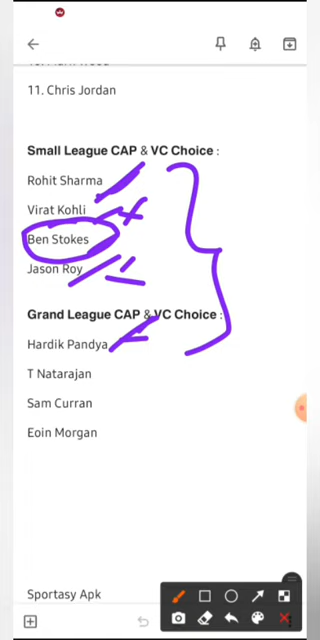 11. Chris Jordan
Small League CAP & VC Choice :
Rohit Sharma
Virat Kohli
Ben Stokes
Jason Roy
Grand League CAP & VC Choice :
Hardik Pandya
T Natarajan
Sam Curran
Eoin Morgan
Sportasy Apk